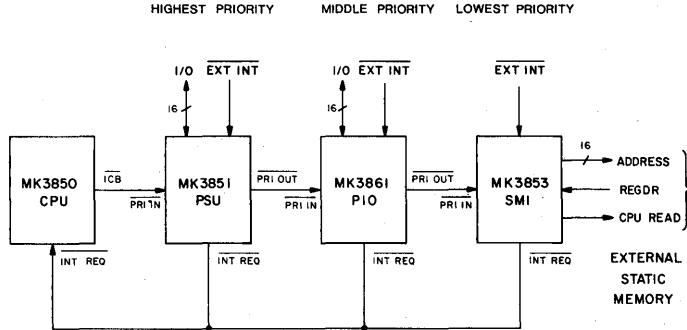 HIGHEST PRIORITY
MIDDLE PRIORITY
LOWEST PRIORITY
I/O
EXT INT
I/O
EXT INT
EXT INT
16
16
16
MK3850
CPU
ICB
PRI IN
MK3851
PSU
PRI OUT
PRI IN
MK3861
PIO
PRI OUT
PRI IN
MK3853
SMI
ADDRESS
REGDR
CPU READ
INT REQ
INT REQ
INT REQ
INT REQ
EXTERNAL
STATIC
MEMORY